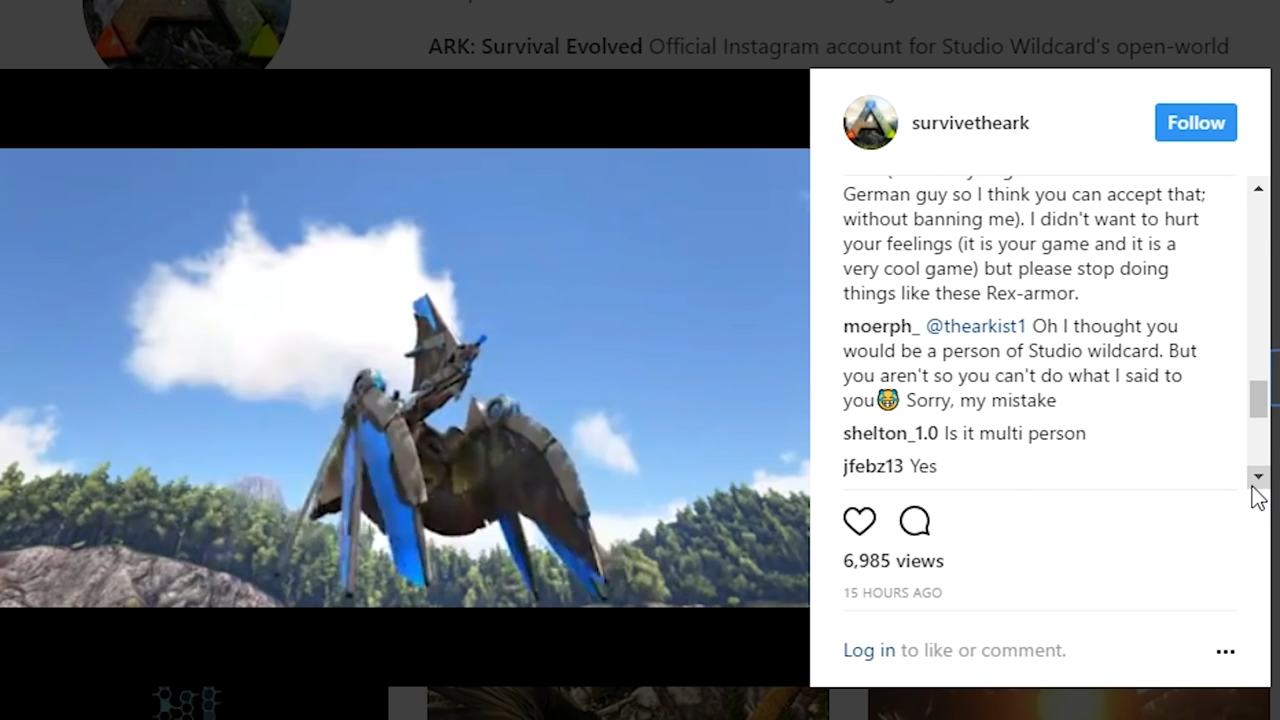 ARK: Survival Evolved Official Instagram account for Studio Wildcard's open-world
survivetheark
Follow
German guy so I think you can accept that;
without banning me). I didn't want to hurt
your feelings (it is your game and it is a
very cool game) but please stop doing
things like these Rex-armor.
moerph_ @thearkist1 Oh I thought you
would be a person of Studio wildcard. But
you aren't so you can't do what I said to
you😹 Sorry, my mistake
shelton_1.0 Is it multi person
jfebz13 Yes
6,985 views
15 HOURS AGO
Log in to like or comment.